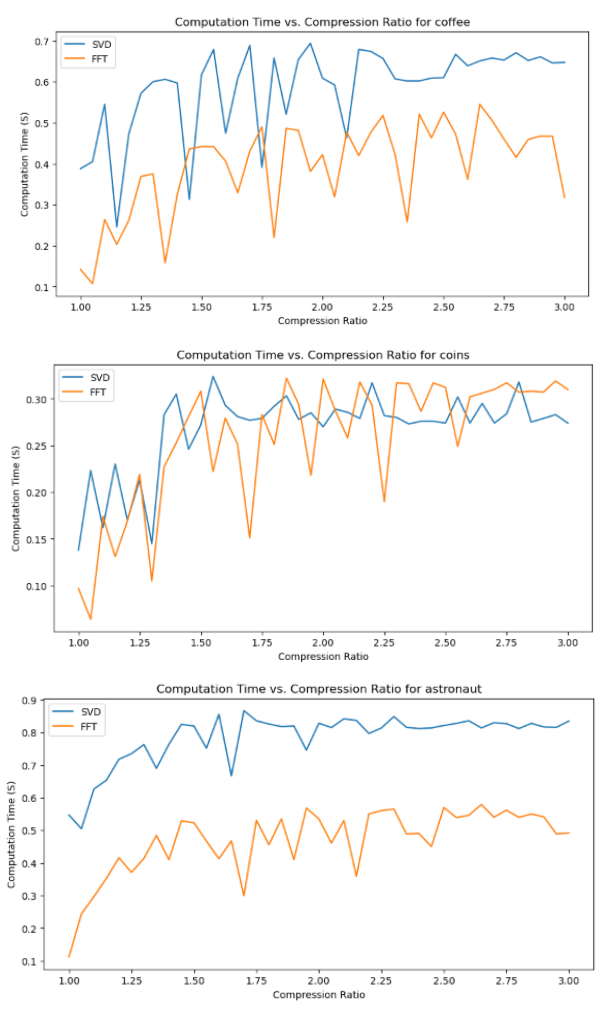 Computation Time vs. Compression Ratio for coffee
SVD
FFT
0.7
0.6
0.5
0.4
0.3
0.2
0.1
Computation Time (S)
1.00 1.25 1.50 1.75 2.00 2.25 2.50 2.75 3.00
Compression Ratio
Computation Time vs. Compression Ratio for coins
SVD
FFT
0.30
0.25
0.20
0.15
0.10
Computation Time (S)
1.00 1.25 1.50 1.75 2.00 2.25 2.50 2.75 3.00
Compression Ratio
Computation Time vs. Compression Ratio for astronaut
SVD
FFT
0.9
0.8
0.7
0.6
0.5
0.4
0.3
0.2
0.1
Computation Time (S)
1.00 1.25 1.50 1.75 2.00 2.25 2.50 2.75 3.00
Compression Ratio